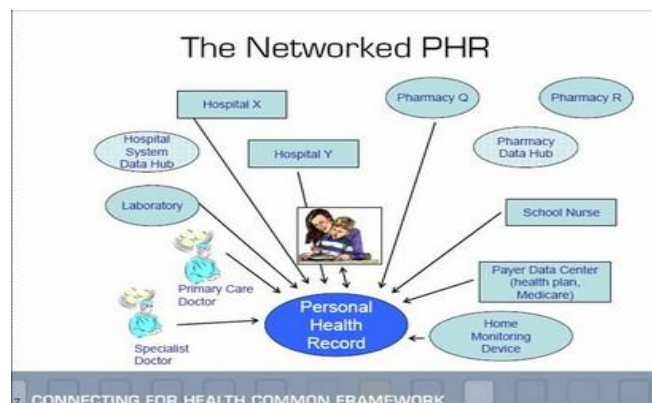 The Networked PHR
Hospital X
Pharmacy Q
Pharmacy R
Hospital
System
Data Hub
Hospital Y
Pharmacy
Data Hub
Laboratory
School Nurse
Primary Care
Doctor
Payer Data Center
(health plan,
Medicare)
Personal
Health
Record
Specialist
Doctor
Home
Monitoring
Device
CONNECTING FOR HEALTH COMMON FRAMEWORK